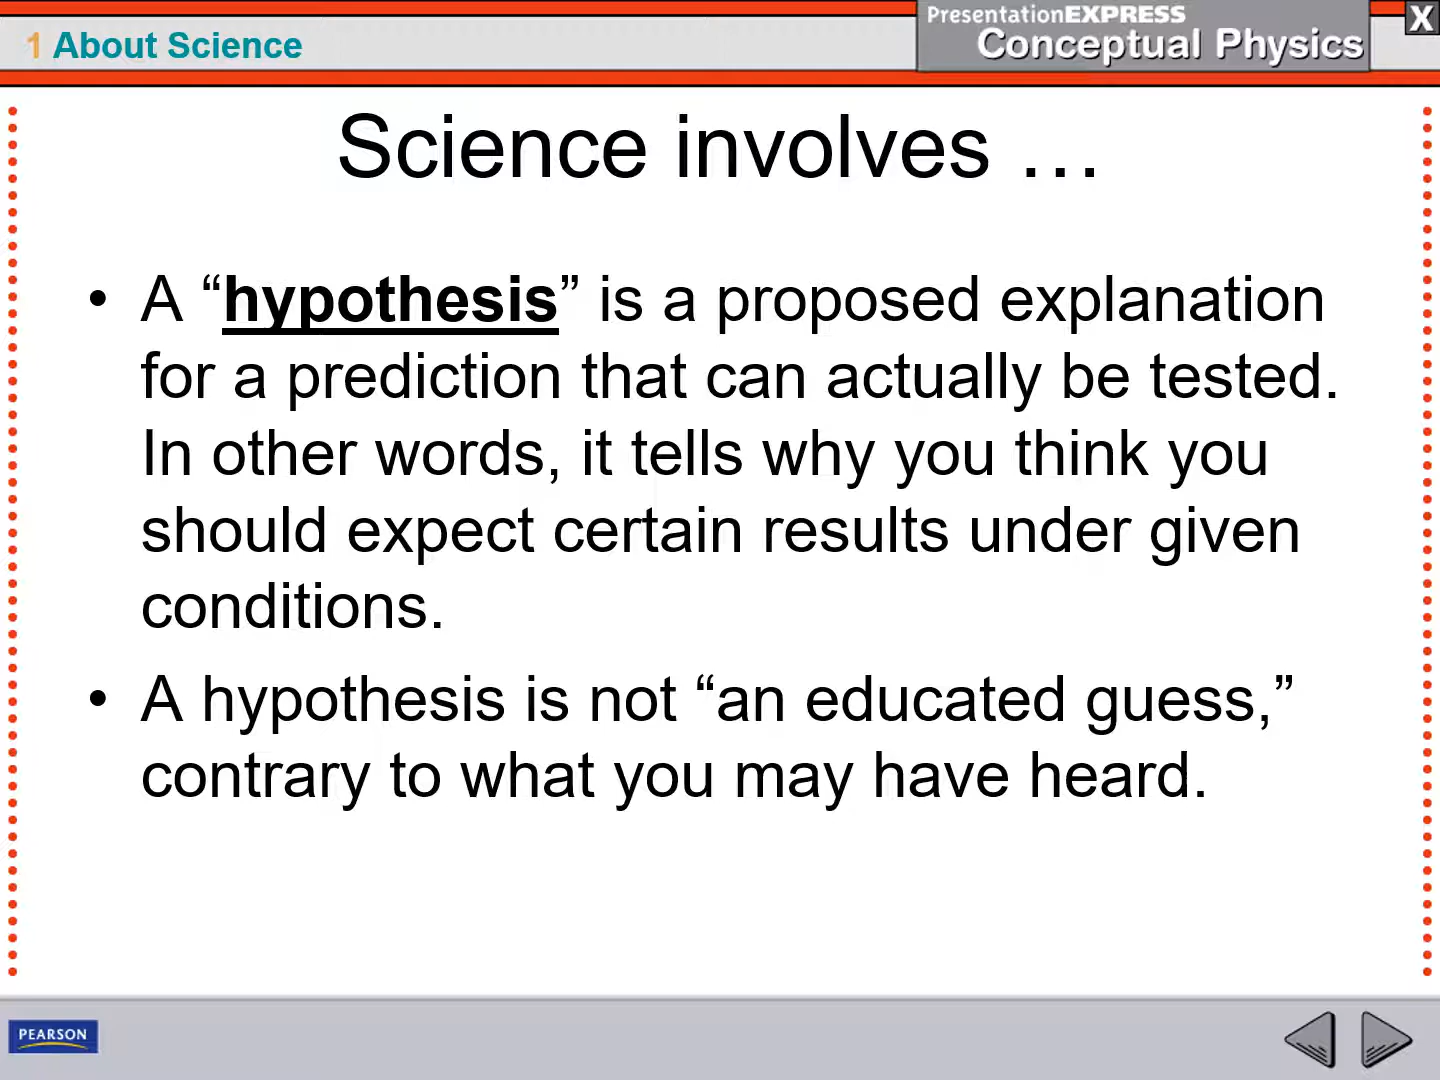 1 About Science
PresentationEXPRESS
Conceptual Physics
X
Science involves …
• A “hypothesis” is a proposed explanation
for a prediction that can actually be tested.
In other words, it tells why you think you
should expect certain results under given
conditions.
• A hypothesis is not “an educated guess,”
contrary to what you may have heard.
PEARSON